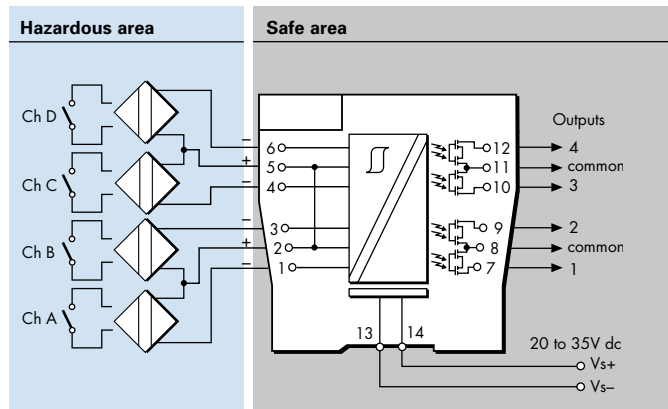 Hazardous area
Safe area
Ch D
Ch C
Ch B
Ch A
−
+
−
−
+
−
6
5
4
3
2
1
12
11
10
9
8
7
Outputs
4
common
3
2
common
1
13
14
20 to 35V dc
Vs+
Vs−